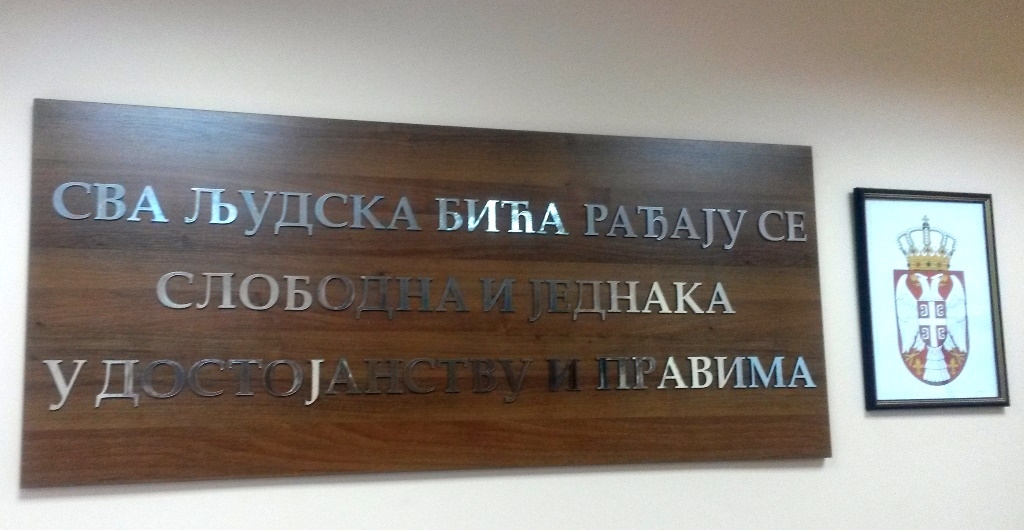 СВА ЉУДСКА БИЋА РАЂАЈУ СЕ
СЛОБОДНА И ЈЕДНАКА
У ДОСТОЈАНСТВУ И ПРАВИМА